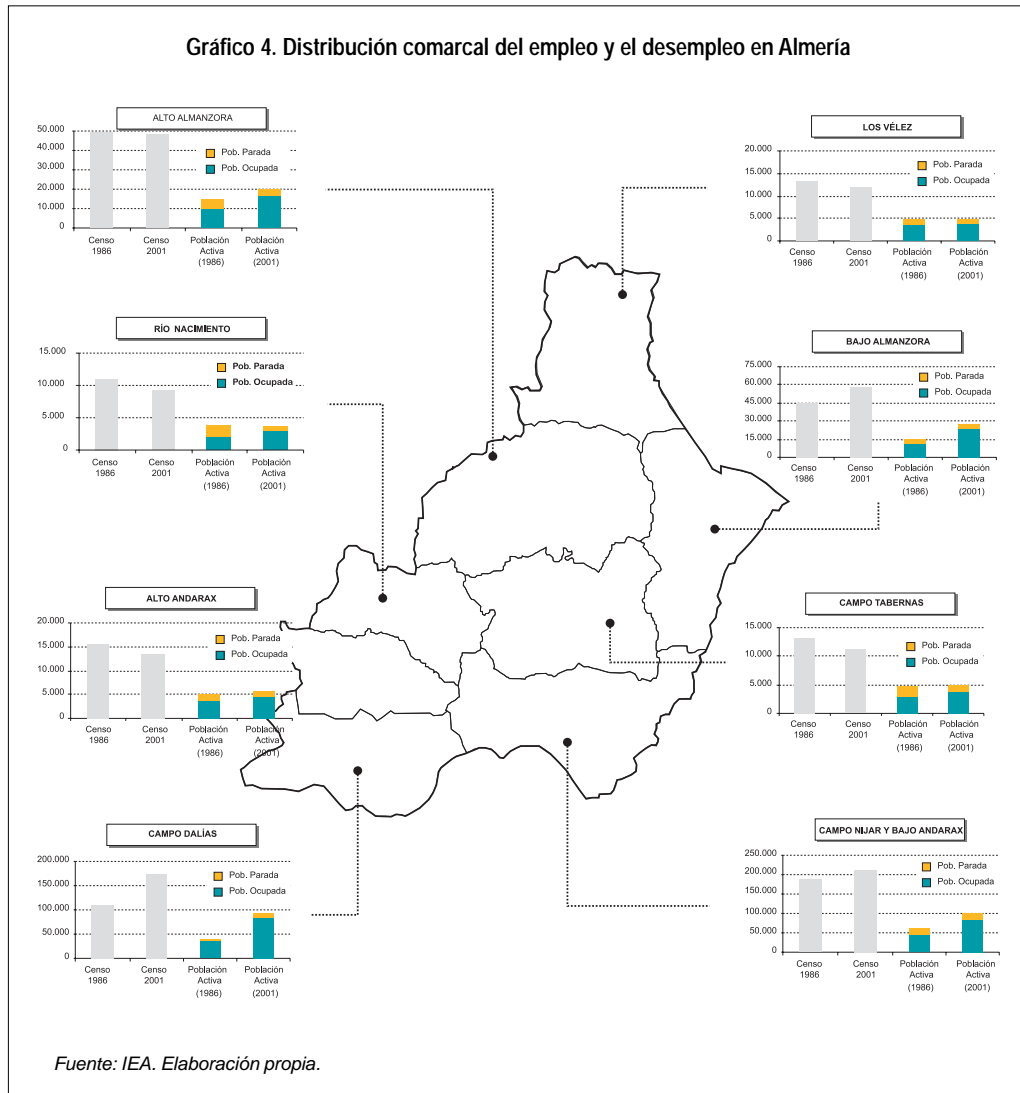 Gráfico 4. Distribución comarcal del empleo y el desempleo en Almería
ALTO ALMANZORA
50.000
40.000
30.000
20.000
10.000
0
Pob. Parada
Pob. Ocupada
Censo 1986
Censo 2001
Población Activa (1986)
Población Activa (2001)
LOS VÉLEZ
20.000
15.000
10.000
5.000
0
Pob. Parada
Pob. Ocupada
Censo 1986
Censo 2001
Población Activa (1986)
Población Activa (2001)
RÍO NACIMIENTO
15.000
10.000
5.000
0
Pob. Parada
Pob. Ocupada
Censo 1986
Censo 2001
Población Activa (1986)
Población Activa (2001)
BAJO ALMANZORA
75.000
60.000
45.000
30.000
15.000
0
Pob. Parada
Pob. Ocupada
Censo 1986
Censo 2001
Población Activa (1986)
Población Activa (2001)
ALTO ANDARAX
20.000
15.000
10.000
5.000
0
Pob. Parada
Pob. Ocupada
Censo 1986
Censo 2001
Población Activa (1986)
Población Activa (2001)
CAMPO TABERNAS
15.000
10.000
5.000
0
Pob. Parada
Pob. Ocupada
Censo 1986
Censo 2001
Población Activa (1986)
Población Activa (2001)
CAMPO DALÍAS
200.000
150.000
100.000
50.000
0
Pob. Parada
Pob. Ocupada
Censo 1986
Censo 2001
Población Activa (1986)
Población Activa (2001)
CAMPO NIJAR Y BAJO ANDARAX
250.000
200.000
150.000
100.000
50.000
0
Pob. Parada
Pob. Ocupada
Censo 1986
Censo 2001
Población Activa (1986)
Población Activa (2001)
Fuente: IEA. Elaboración propia.